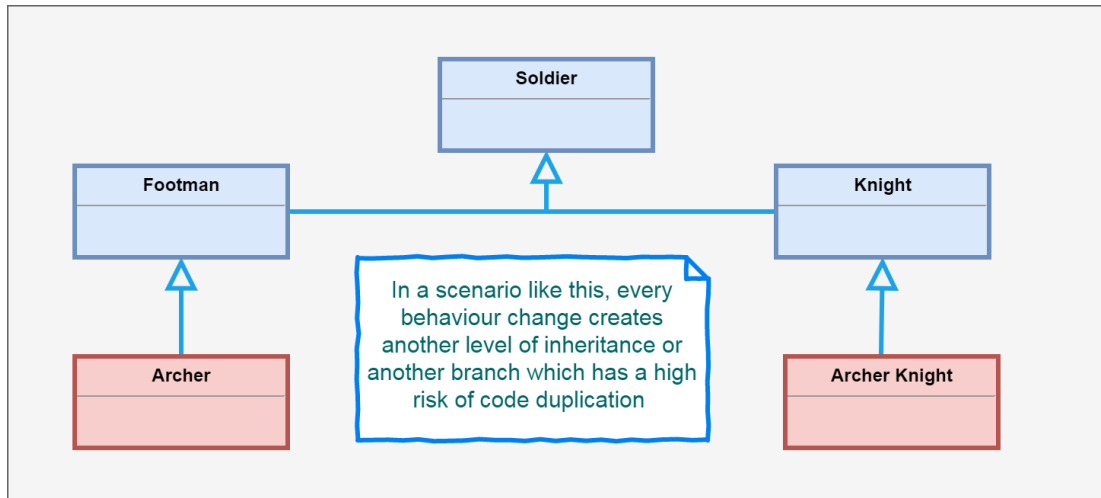 Soldier
Footman
Knight
In a scenario like this, every
behaviour change creates
another level of inheritance or
another branch which has a high
risk of code duplication
Archer
Archer Knight